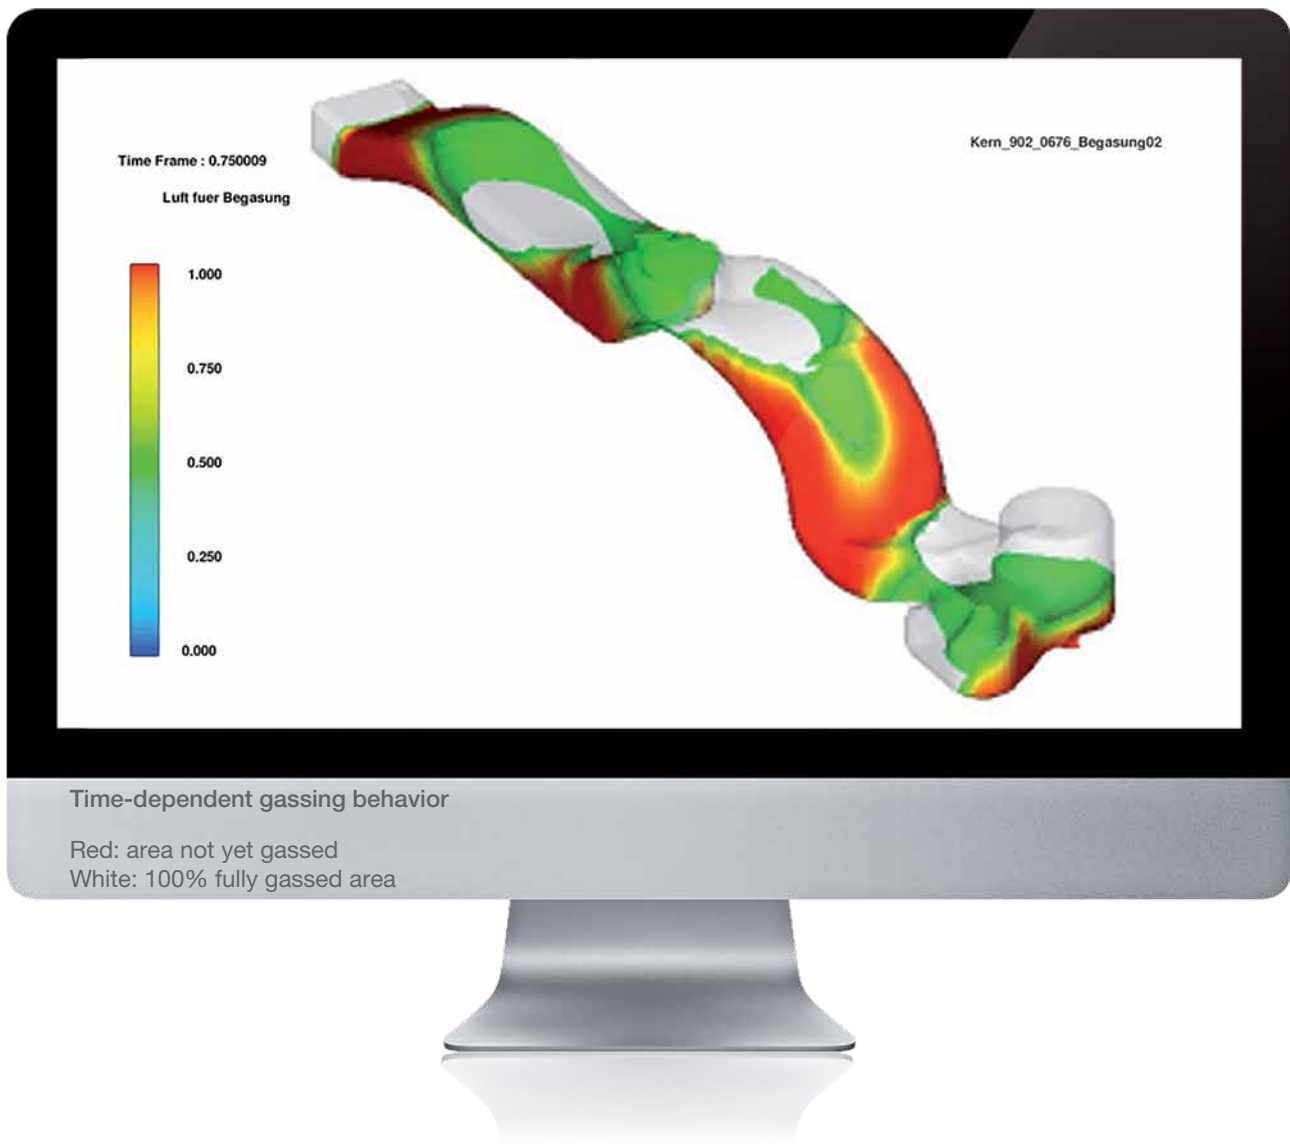 Time Frame : 0.750009
Kern_902_0676_Begasung02
Luft fuer Begasung
1.000
0.750
0.500
0.250
0.000
Time-dependent gassing behavior
Red: area not yet gassed
White: 100% fully gassed area